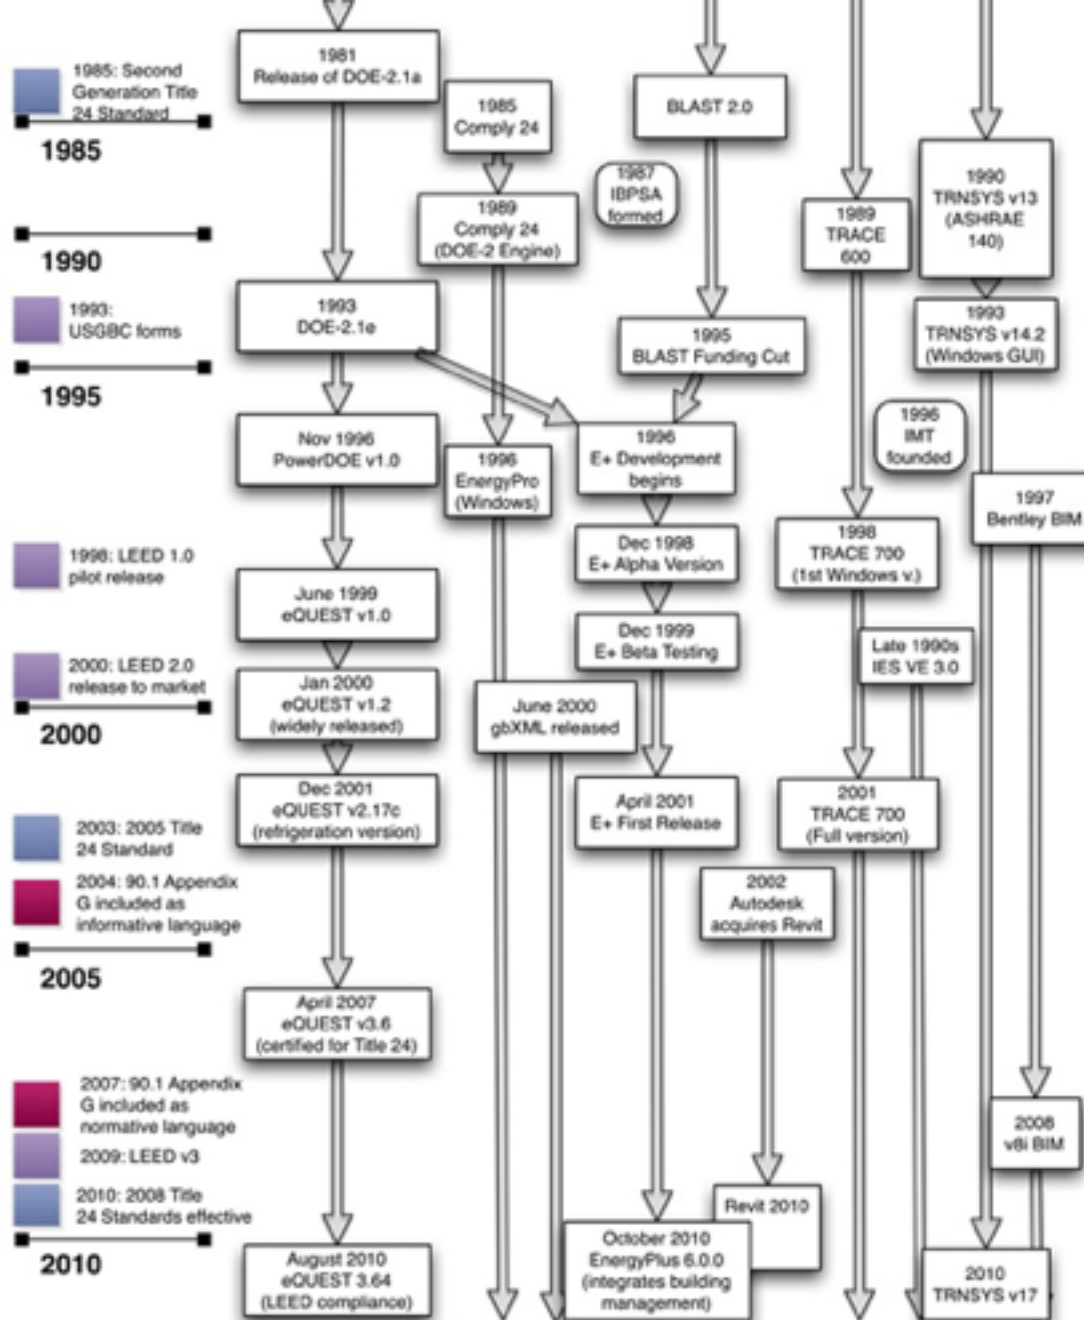 1985: Second
Generation Title
24 Standard
1985
1990
1993:
USGBC forms
1995
1998: LEED 1.0
pilot release
2000: LEED 2.0
release to market
2000
2003: 2005 Title
24 Standard
2004: 90.1 Appendix
G included as
informative language
2005
2007: 90.1 Appendix
G included as
normative language
2009: LEED v3
2010: 2008 Title
24 Standards effective
2010
1981
Release of DOE-2.1a
1993
DOE-2.1e
Nov 1996
PowerDOE v1.0
June 1999
eQUEST v1.0
Jan 2000
eQUEST v1.2
(widely released)
Dec 2001
eQUEST v2.17c
(refrigeration version)
April 2007
eQUEST v3.6
(certified for Title 24)
August 2010
eQUEST 3.64
(LEED compliance)
1985
Comply 24
1989
Comply 24
(DOE-2 Engine)
1996
EnergyPro
(Windows)
June 2000
gbXML released
BLAST 2.0
1987
IBPSA
formed
1995
BLAST Funding Cut
1996
E+ Development
begins
Dec 1998
E+ Alpha Version
Dec 1999
E+ Beta Testing
April 2001
E+ First Release
2002
Autodesk
acquires Revit
Revit 2010
October 2010
EnergyPlus 6.0.0
(integrates building
management)
1989
TRACE
600
1998
TRACE 700
(1st Windows v.)
Late 1990s
IES VE 3.0
2001
TRACE 700
(Full version)
1990
TRNSYS v13
(ASHRAE
140)
1993
TRNSYS v14.2
(Windows GUI)
1996
IMT
founded
1997
Bentley BIM
2008
v8i BIM
2010
TRNSYS v17